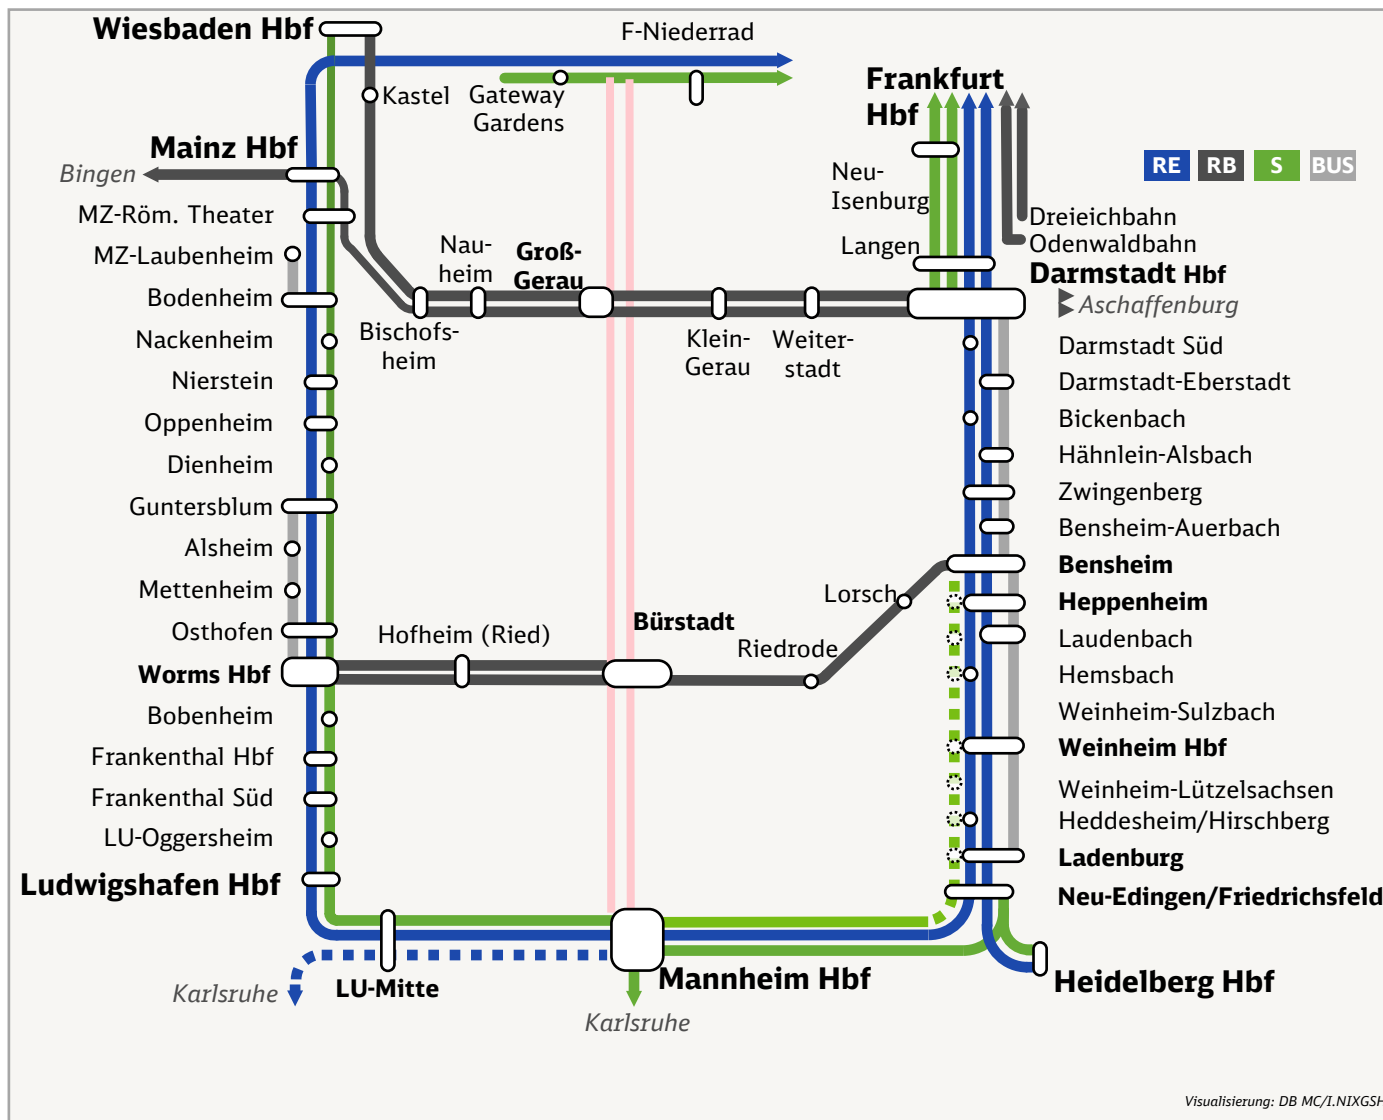 Wiesbaden Hbf
F-Niederrad
Kastel
Gateway
Gardens
Frankfurt
Hbf
Mainz Hbf
Bingen
Neu-
Isenburg
RE RB S BUS
MZ-Röm. Theater
Dreieichbahn
Odenwaldbahn
MZ-Laubenheim
Nau-
heim
Groß-
Gerau
Langen
Darmstadt Hbf
Bodenheim
Aschaffenburg
Bischofs-
heim
Klein-
Gerau
Weiter-
stadt
Nackenheim
Darmstadt Süd
Nierstein
Darmstadt-Eberstadt
Oppenheim
Bickenbach
Dienheim
Hähnlein-Alsbach
Guntersblum
Zwingenberg
Alsheim
Bensheim-Auerbach
Mettenheim
Bensheim
Lorsch
Heppenheim
Osthofen
Hofheim (Ried)
Bürstadt
Riedrode
Laudenbach
Worms Hbf
Hemsbach
Bobenheim
Weinheim-Sulzbach
Frankenthal Hbf
Weinheim Hbf
Frankenthal Süd
Weinheim-Lützelsachsen
LU-Oggersheim
Heddesheim/Hirschberg
Ludwigshafen Hbf
Ladenburg
Neu-Edingen/Friedrichsfeld
Karlsruhe
LU-Mitte
Mannheim Hbf
Heidelberg Hbf
Karlsruhe
Visualisierung: DB MC/I.NIXGSH